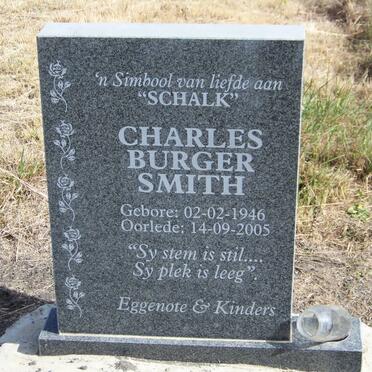 'n Simbool van liefde aan
“SCHALK”
CHARLES
BURGER
SMITH
Gebore: 02-02-1946
Oorlede: 14-09-2005
“Sy stem is stil....
Sy plek is leeg”.
Eggenote & Kinders